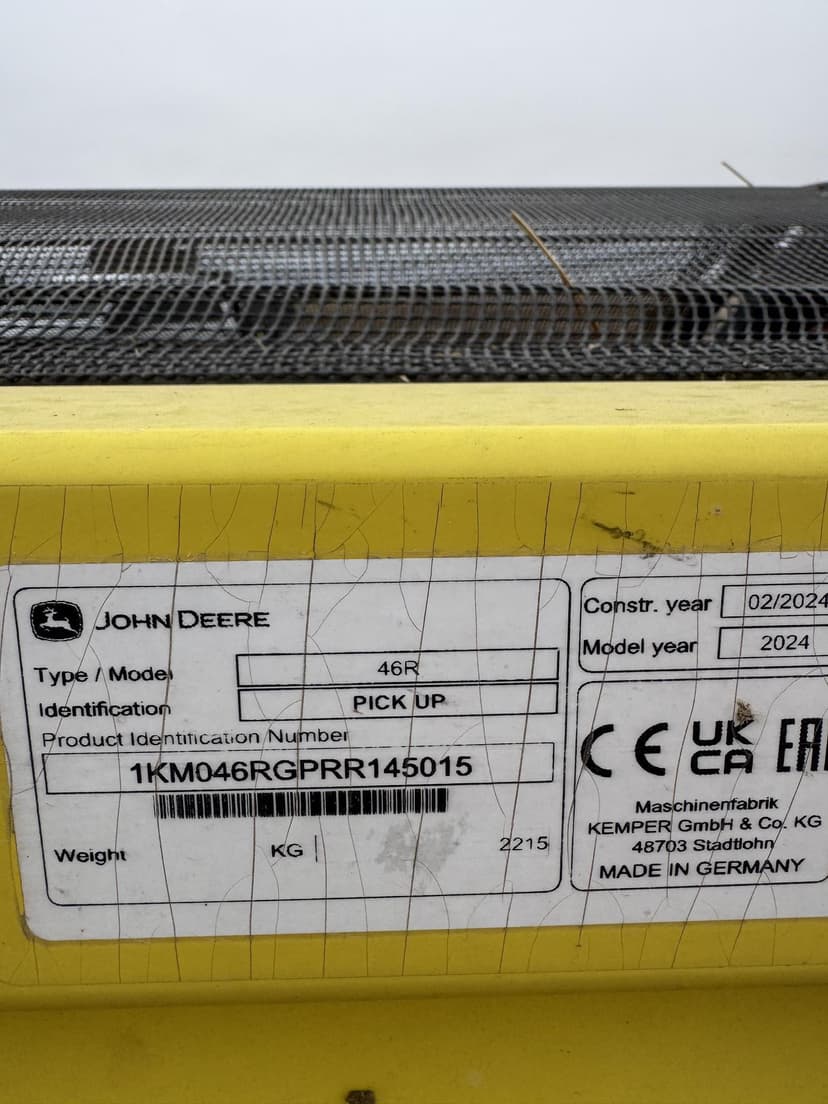 JOHN DEERE
Type / Model 46R
Identification PICK UP
Product Identification Number
1KM046RGPRR145015
Weight KG 2215
Constr. year 02/2024
Model year 2024
CE UK CA EAC
Maschinenfabrik
KEMPER GmbH & Co. KG
48703 Stadtlohn
MADE IN GERMANY